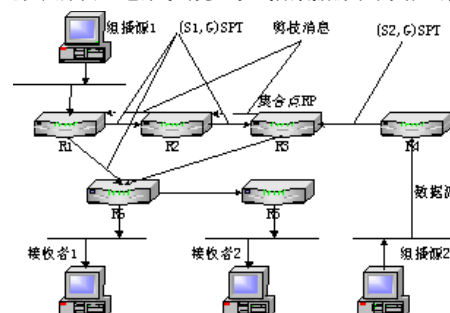 组播源1
(S1,G)SPT
剪枝消息
(S2,G)SPT
集合点RP
R1
R2
R3
R4
R6
R5
数据流
接收者1
接收者2
组播源2